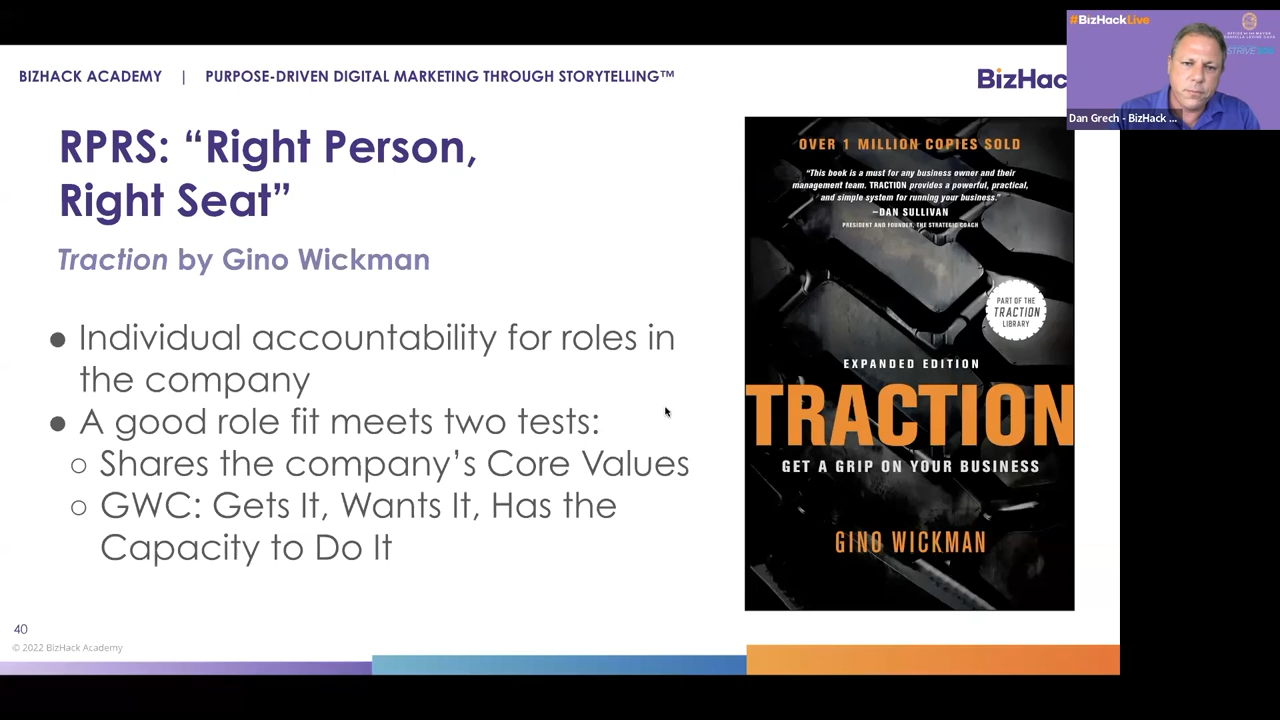 BIZHACK ACADEMY | PURPOSE-DRIVEN DIGITAL MARKETING THROUGH STORYTELLING™
BizHac
#BizHackLive
Dan Grech - BizHack ...
RPRS: “Right Person,
Right Seat”
Traction by Gino Wickman
● Individual accountability for roles in
the company
● A good role fit meets two tests:
○ Shares the company’s Core Values
○ GWC: Gets It, Wants It, Has the
Capacity to Do It
OVER 1 MILLION COPIES SOLD
"This book is a must for any business owner and their
management team. TRACTION provides a powerful, practical,
and simple system for running your business."
—DAN SULLIVAN
PRESIDENT AND FOUNDER, THE STRATEGIC COACH
PART OF THE
TRACTION
LIBRARY
EXPANDED EDITION
TRACTION
GET A GRIP ON YOUR BUSINESS
GINO WICKMAN
40
© 2022 BizHack Academy